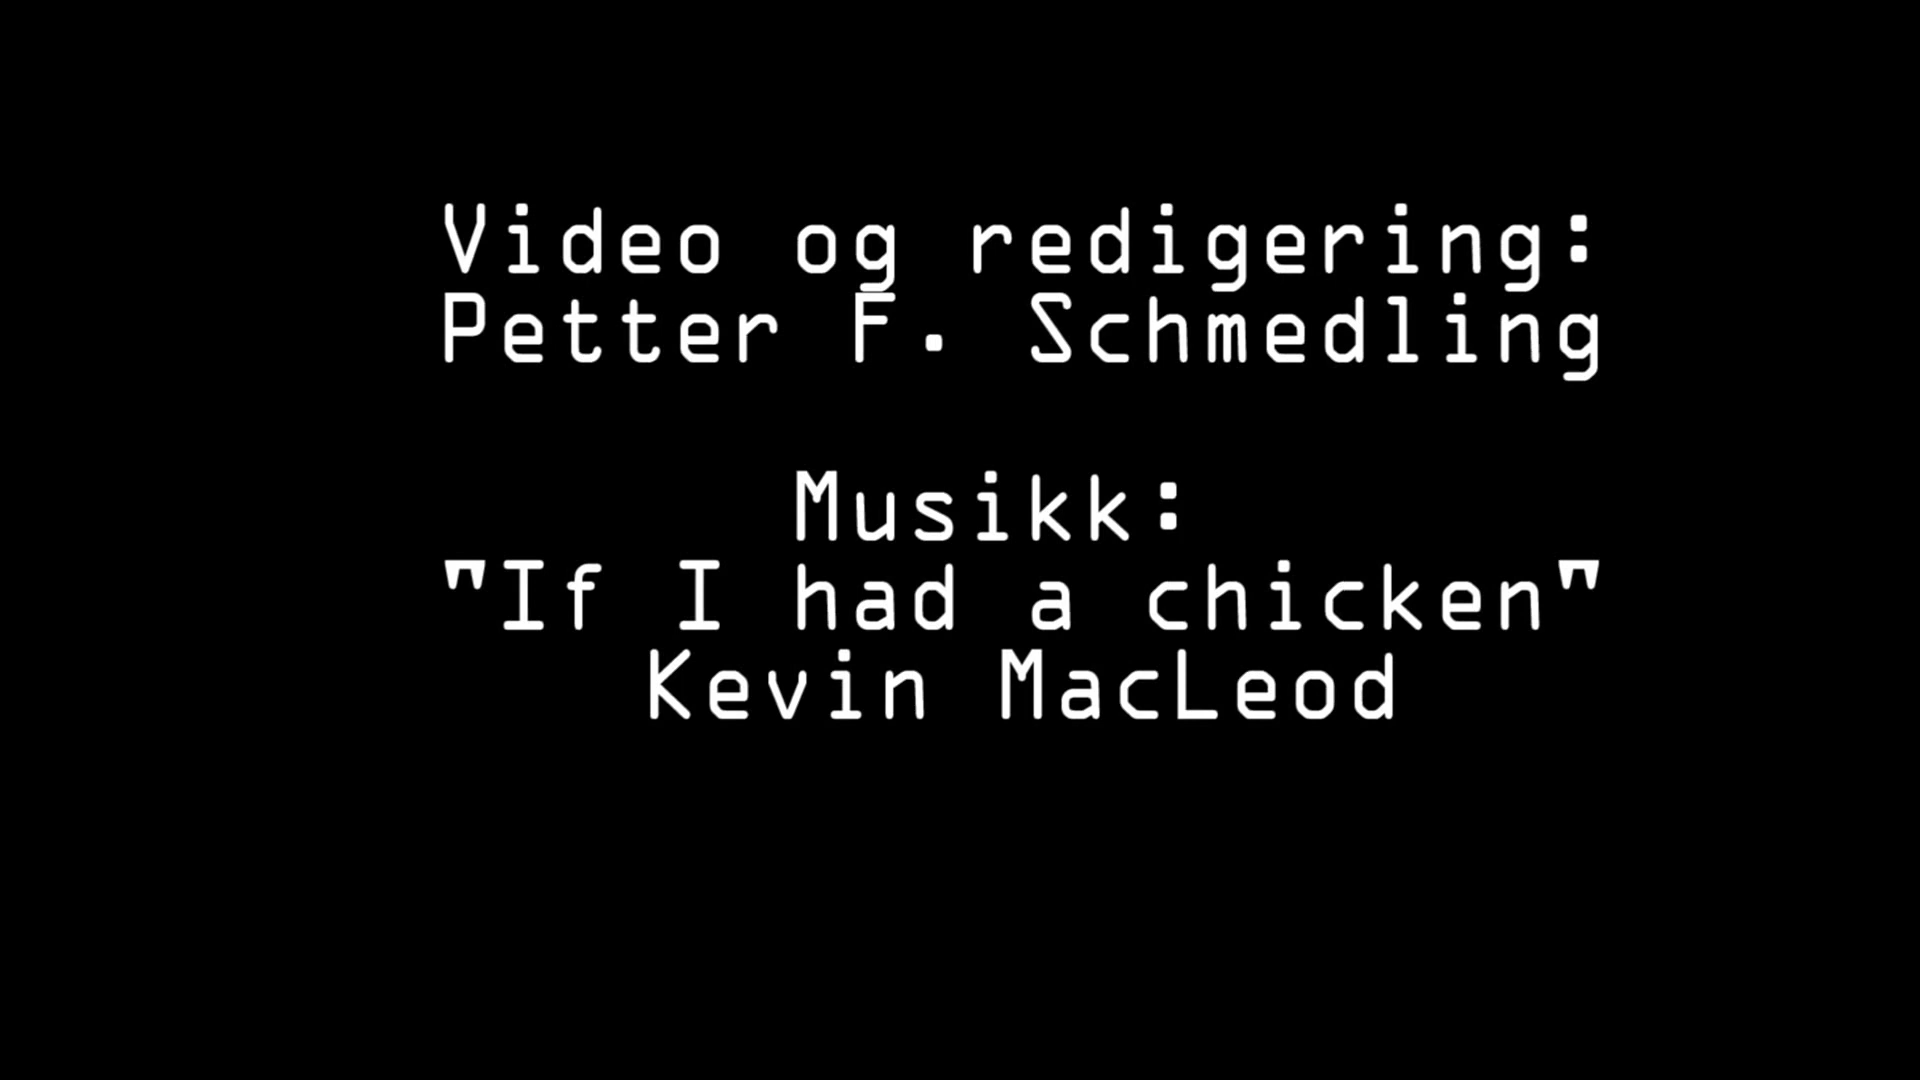 Video og redigering:
Petter F. Schmedling
Musikk:
"If I had a chicken"
Kevin MacLeod